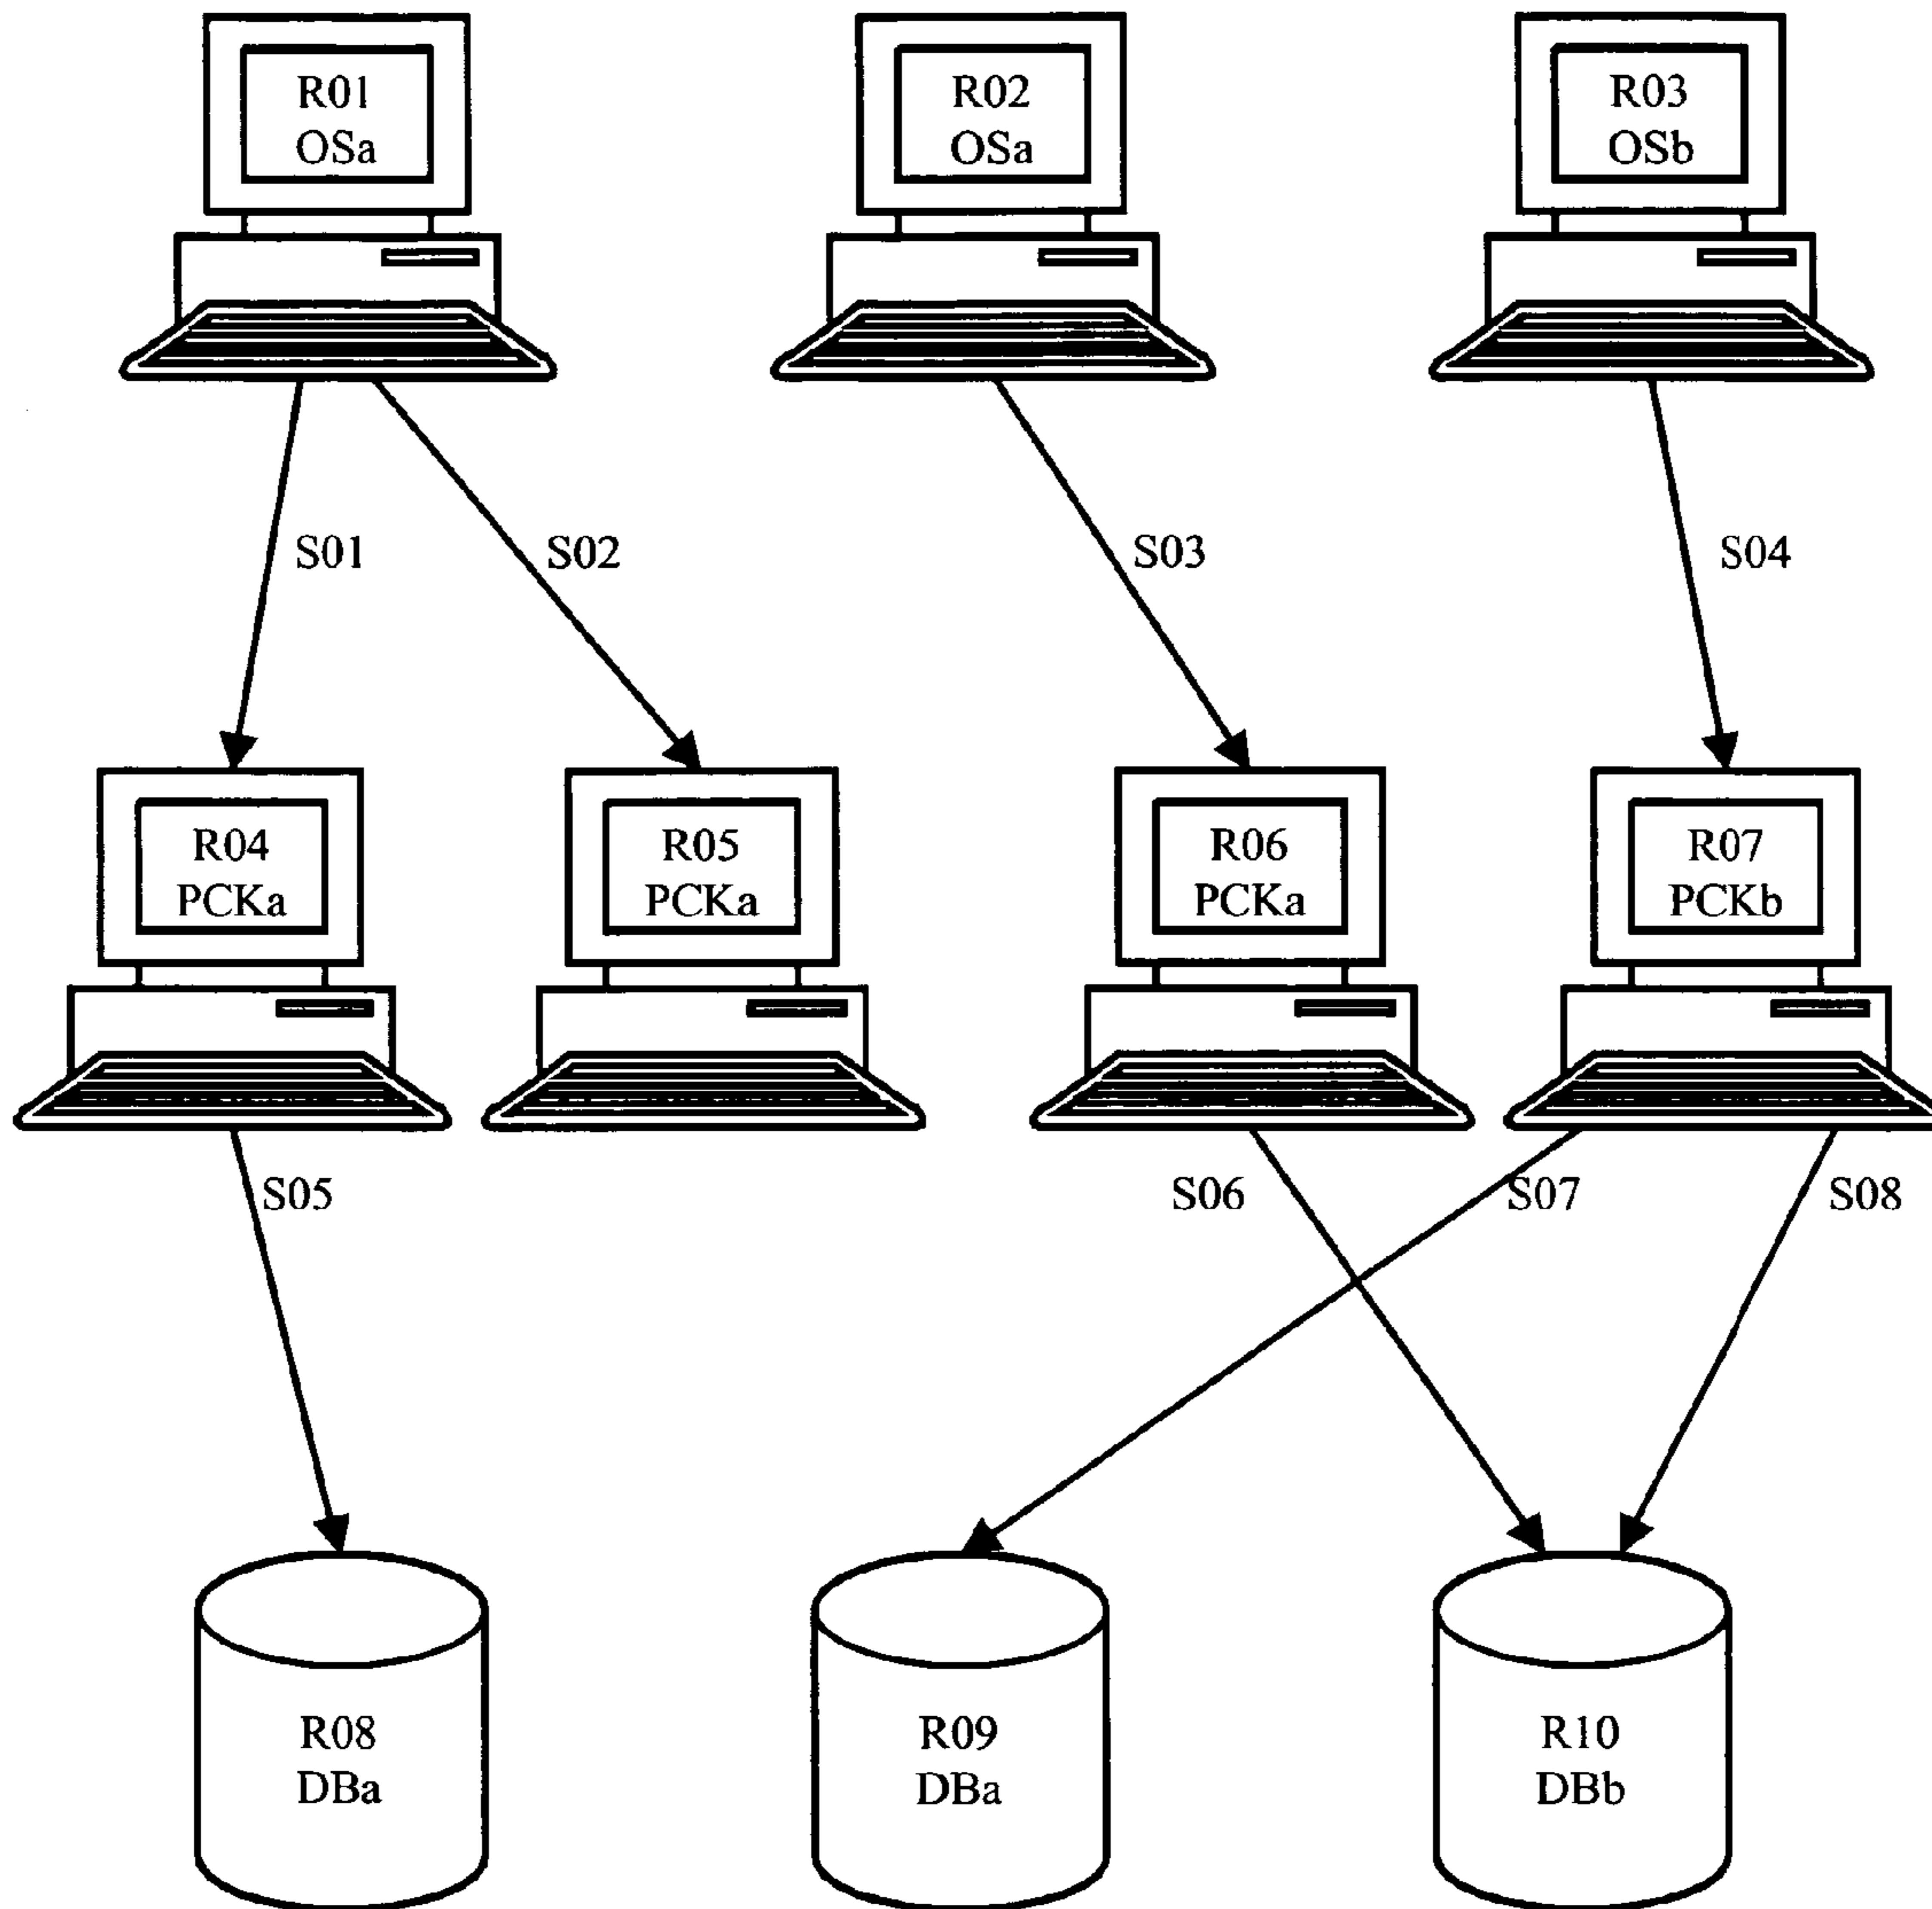 R01
OSa
R02
OSa
R03
OSb
S01
S02
S03
S04
R04
PCKa
R05
PCKa
R06
PCKa
R07
PCKb
S05
S06
S07
S08
R08
DBa
R09
DBa
R10
DBb